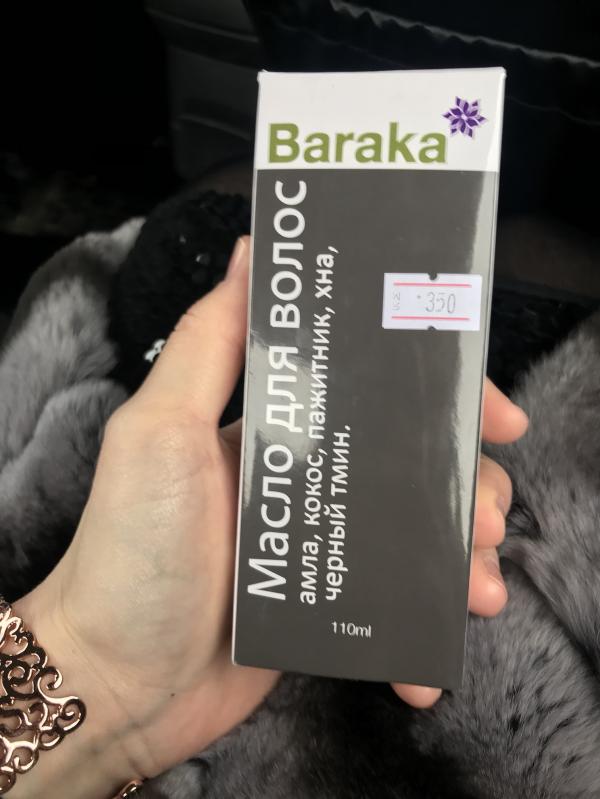 Baraka
Масло для волос
амла, кокос, пажитник, хна,
черный тмин.
110ml
350